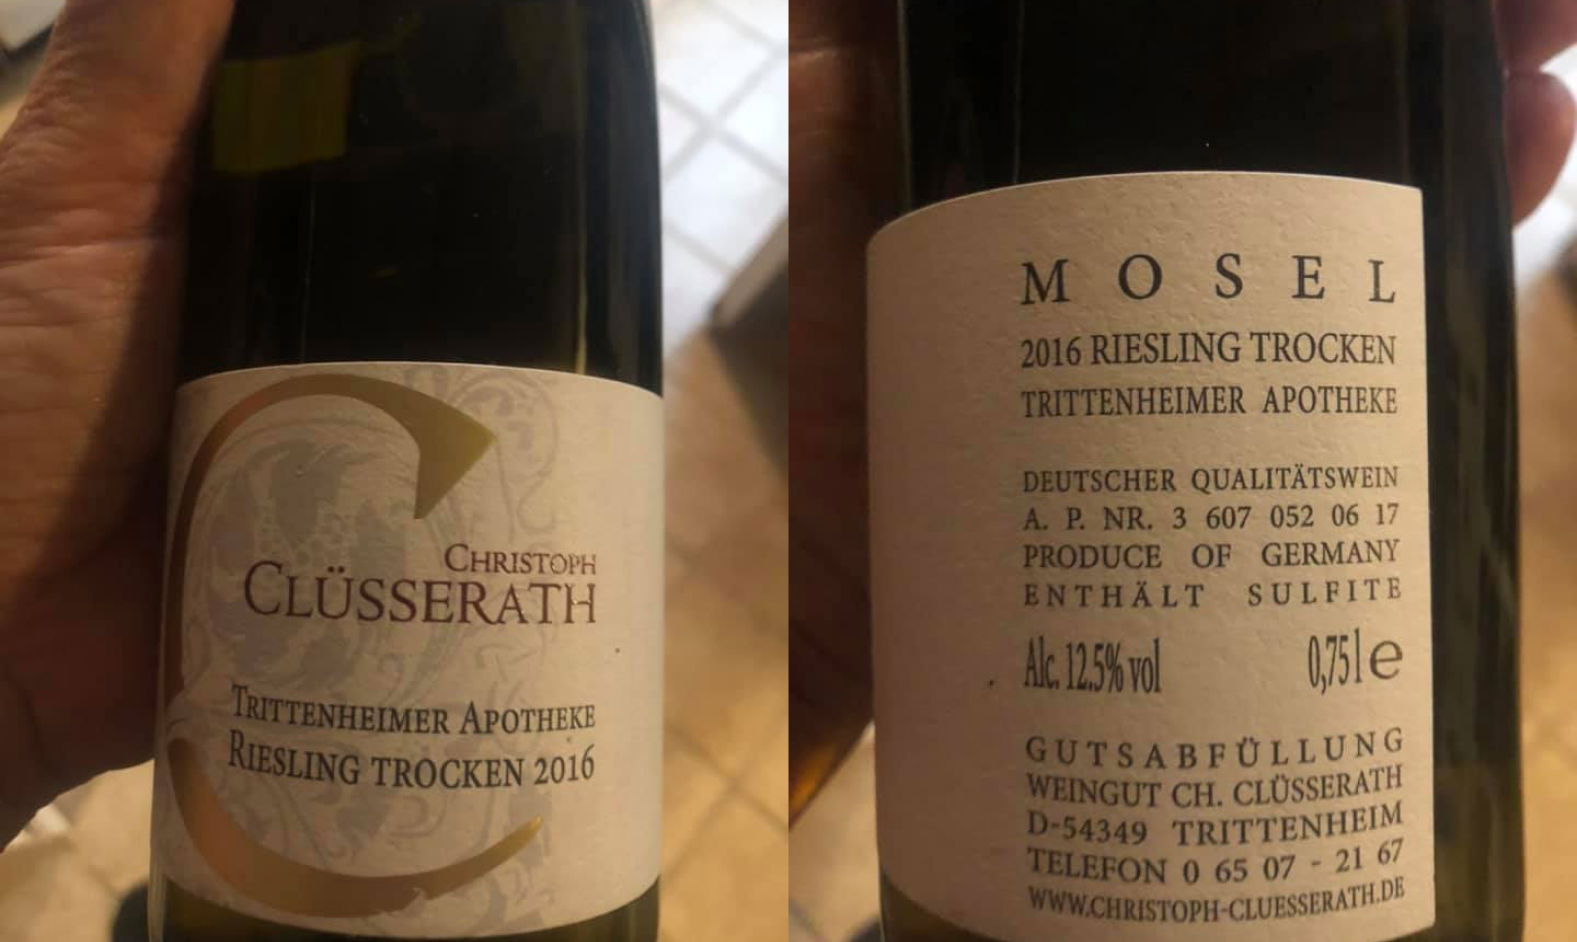 CHRISTOPH
CLÜSSERATH
TRITTENHEIMER APOTHEKE
RIESLING TROCKEN 2016
MOSEL
2016 RIESLING TROCKEN
TRITTENHEIMER APOTHEKE
DEUTSCHER QUALITÄTSWEIN
A. P. NR. 3 607 052 06 17
PRODUCE OF GERMANY
ENTHÄLT SULFITE
Alc. 12.5% vol 0,75 l e
GUTSABFÜLLUNG
WEINGUT CH. CLÜSSERATH
D-54349 TRITTENHEIM
TELEFON 0 65 07 - 21 67
WWW.CHRISTOPH-CLUESSERATH.DE